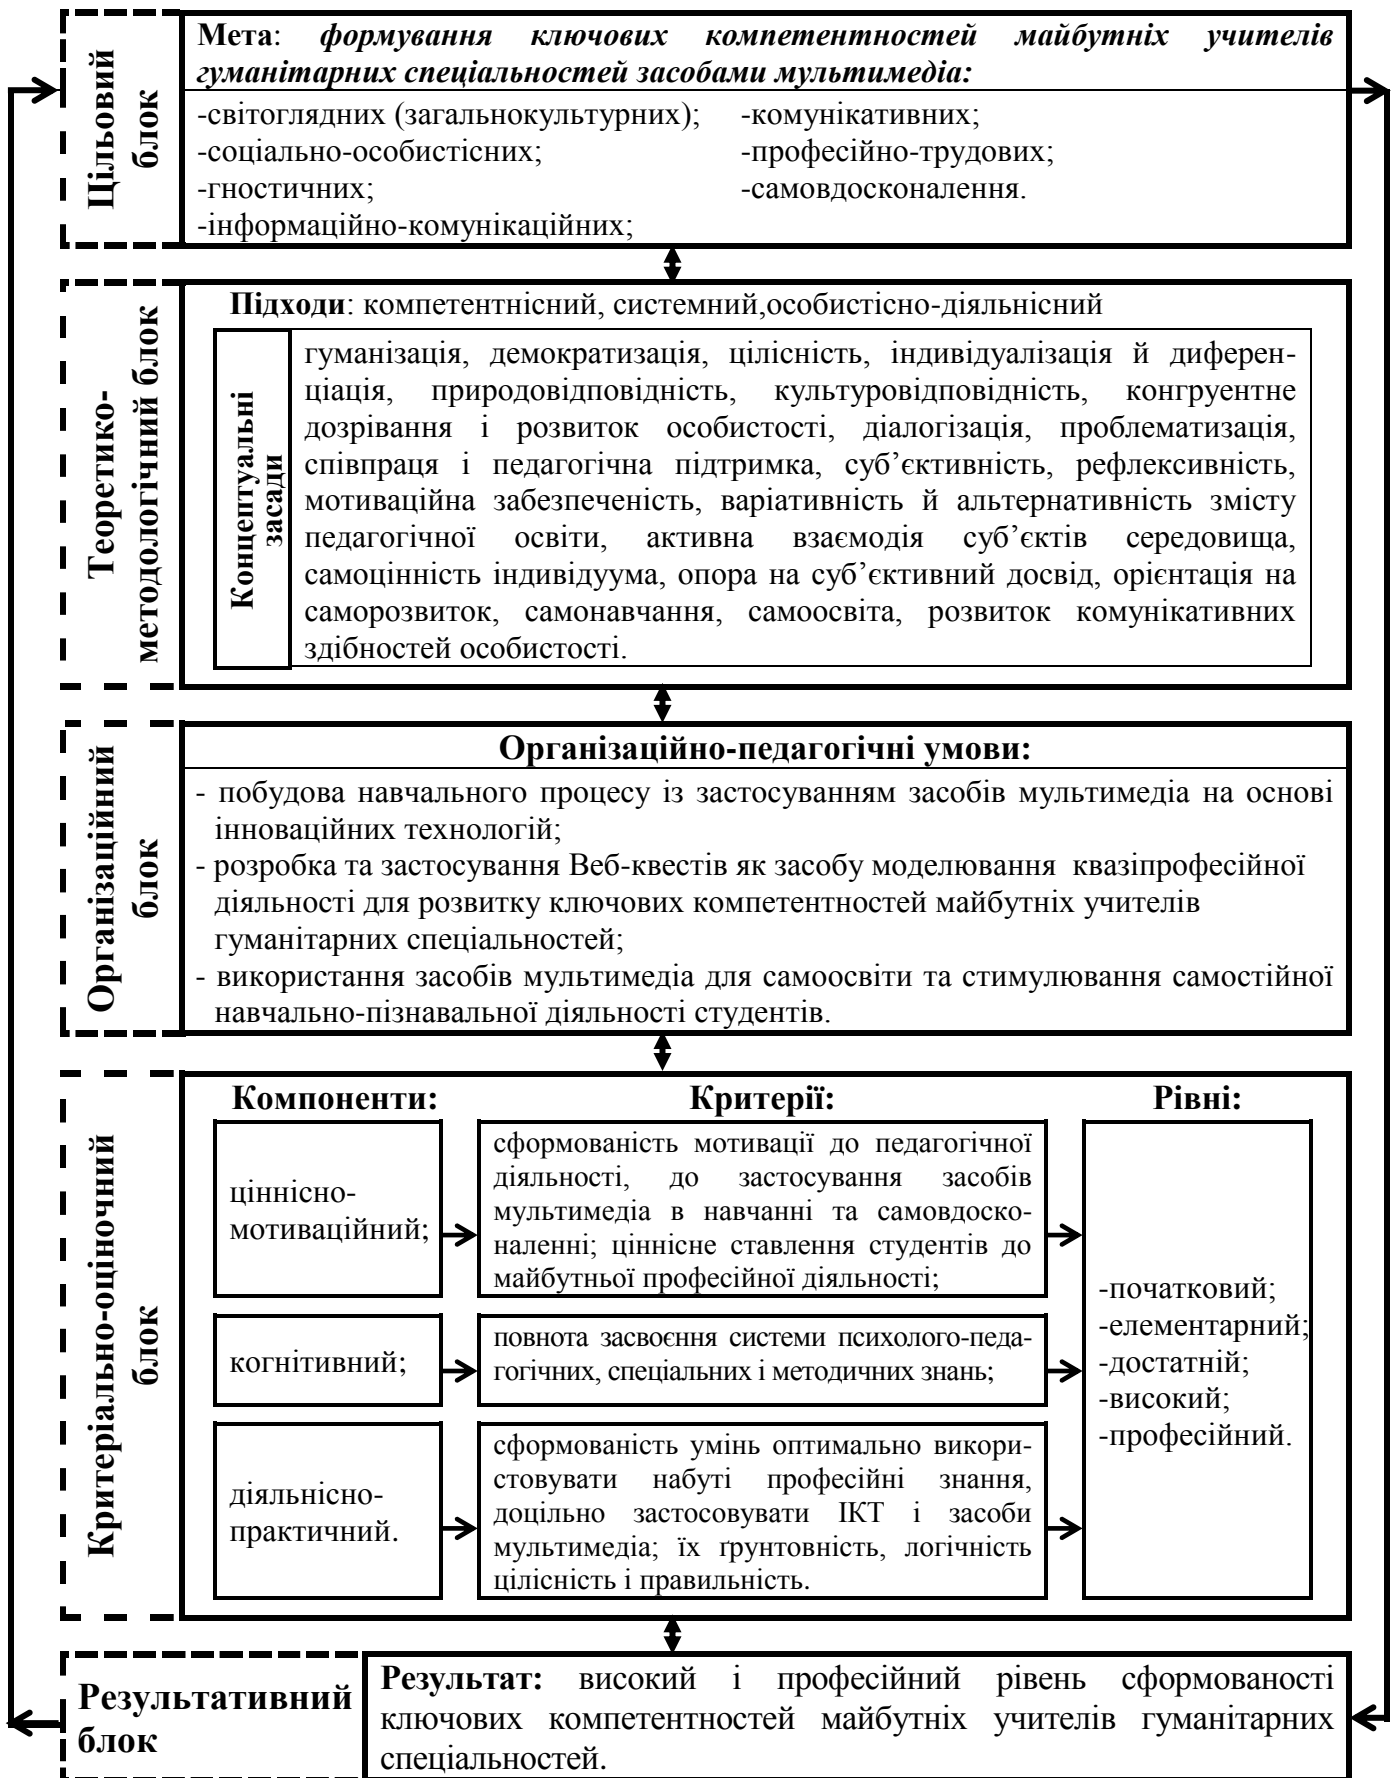 Цільовий
блок
Мета: формування ключових компетентностей майбутніх учителів
гуманітарних спеціальностей засобами мультимедіа:
-світоглядних (загальнокультурних); -комунікативних;
-соціально-особистісних; -професійно-трудових;
-гностичних; -самовдосконалення.
-інформаційно-комунікаційних;
Теоретико-
методологічний блок
Підходи: компетентнісний, системний,особистісно-діяльнісний
Концептуальні
засади
гуманізація, демократизація, цілісність, індивідуалізація й диферен-
ціація, природовідповідність, культуровідповідність, конгруентне
дозрівання і розвиток особистості, діалогізація, проблематизація,
співпраця і педагогічна підтримка, суб’єктивність, рефлексивність,
мотиваційна забезпеченість, варіативність й альтернативність змісту
педагогічної освіти, активна взаємодія суб’єктів середовища,
самоцінність індивідуума, опора на суб’єктивний досвід, орієнтація на
саморозвиток, самонавчання, самоосвіта, розвиток комунікативних
здібностей особистості.
Організаційний
блок
Організаційно-педагогічні умови:
- побудова навчального процесу із застосуванням засобів мультимедіа на основі
інноваційних технологій;
- розробка та застосування Веб-квестів як засобу моделювання квазіпрофесійної
діяльності для розвитку ключових компетентностей майбутніх учителів
гуманітарних спеціальностей;
- використання засобів мультимедіа для самоосвіти та стимулювання самостійної
навчально-пізнавальної діяльності студентів.
Критеріально-оціночний
блок
Компоненти: Критерії: Рівні:
ціннісно-
мотиваційний;
сформованість мотивації до педагогічної
діяльності, до застосування засобів
мультимедіа в навчанні та самовдоско-
наленні; ціннісне ставлення студентів до
майбутньої професійної діяльності;
когнітивний;
повнота засвоєння системи психолого-педа-
гогічних, спеціальних і методичних знань;
діяльнісно-
практичний.
сформованість умінь оптимально викори-
стовувати набуті професійні знання,
доцільно застосовувати ІКТ і засоби
мультимедіа; їх ґрунтовність, логічність
цілісність і правильність.
-початковий;
-елементарний;
-достатній;
-високий;
-професійний.
Результативний
блок
Результат: високий і професійний рівень сформованості
ключових компетентностей майбутніх учителів гуманітарних
спеціальностей.